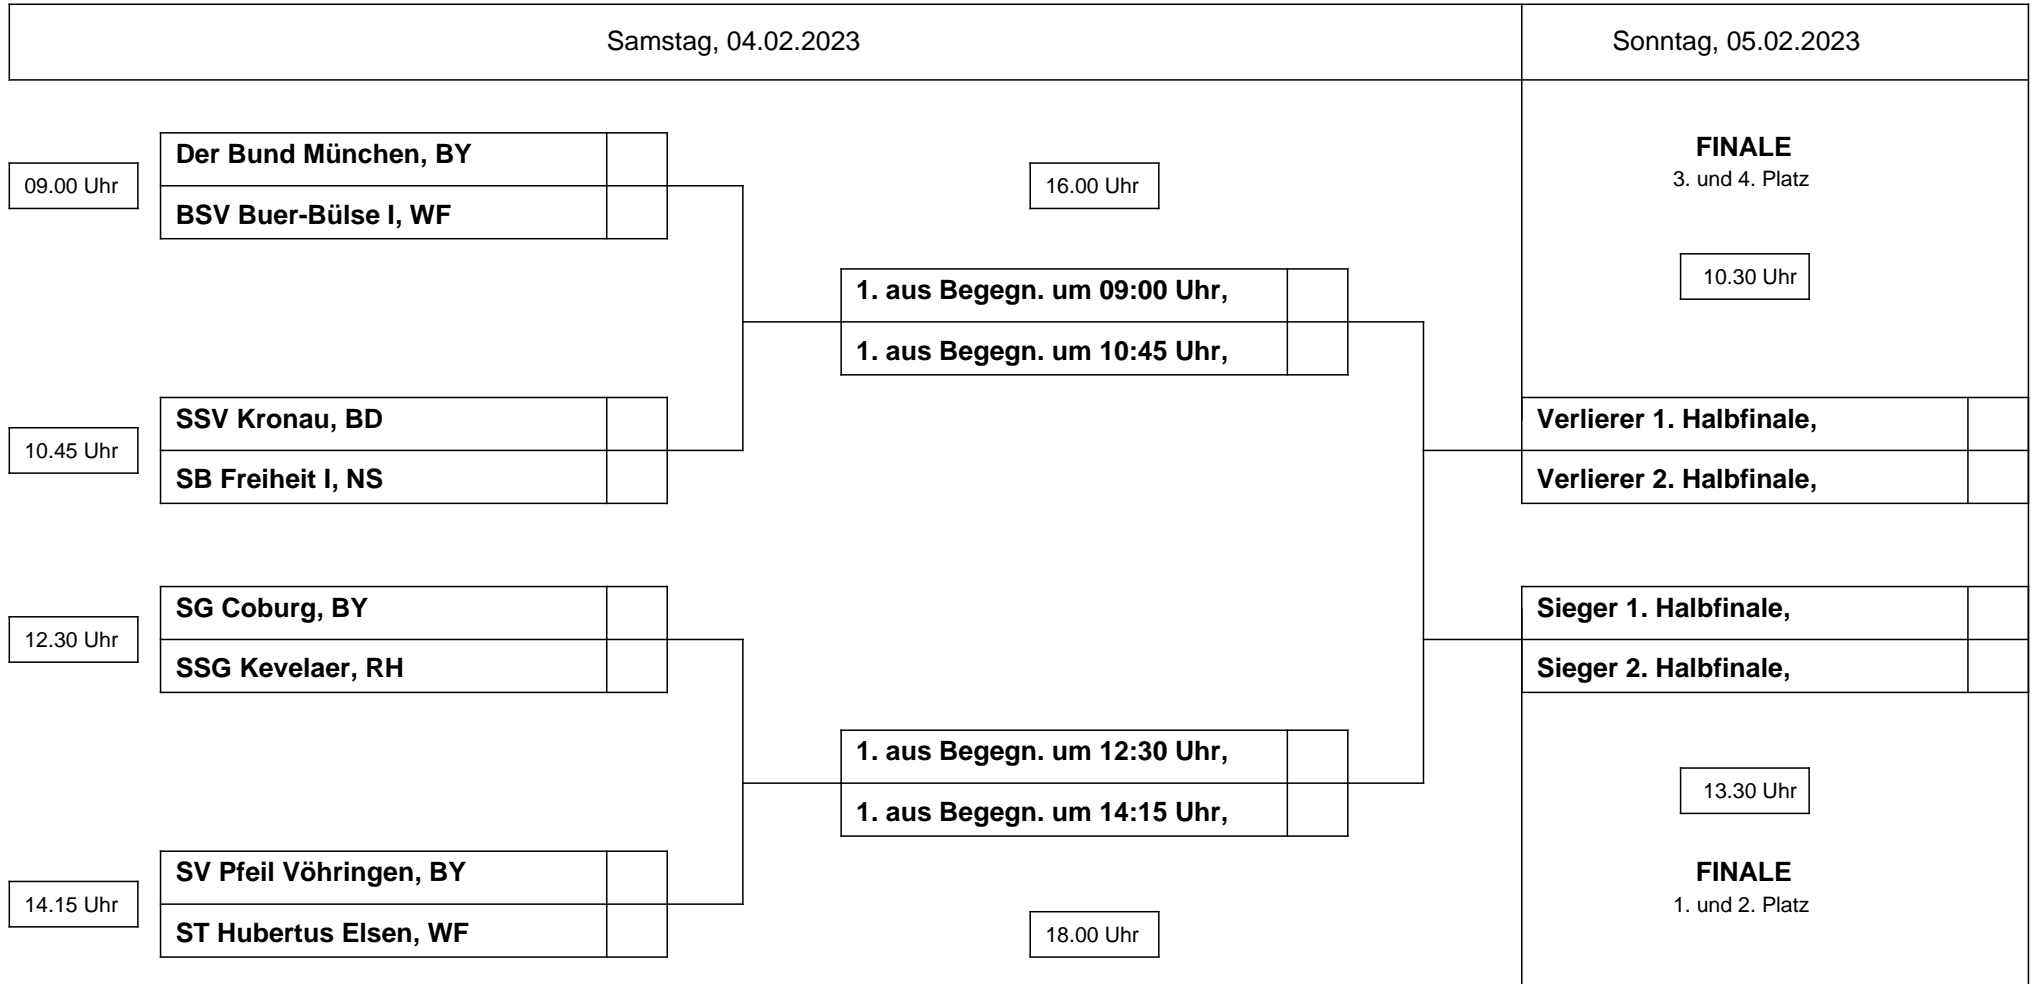 Samstag, 04.02.2023
Sonntag, 05.02.2023
09.00 Uhr
Der Bund München, BY
BSV Buer-Bülse I, WF
10.45 Uhr
SSV Kronau, BD
SB Freiheit I, NS
12.30 Uhr
SG Coburg, BY
SSG Kevelaer, RH
14.15 Uhr
SV Pfeil Vöhringen, BY
ST Hubertus Elsen, WF
16.00 Uhr
1. aus Begegn. um 09:00 Uhr,
1. aus Begegn. um 10:45 Uhr,
1. aus Begegn. um 12:30 Uhr,
1. aus Begegn. um 14:15 Uhr,
18.00 Uhr
FINALE
3. und 4. Platz
10.30 Uhr
Verlierer 1. Halbfinale,
Verlierer 2. Halbfinale,
Sieger 1. Halbfinale,
Sieger 2. Halbfinale,
13.30 Uhr
FINALE
1. und 2. Platz